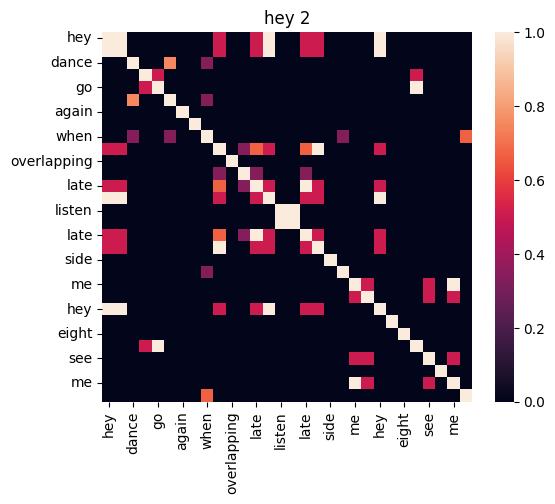 hey 2
hey
dance
go
again
when
overlapping
late
listen
late
side
me
hey
eight
see
me
1.0
0.8
0.6
0.4
0.2
0.0
hey
dance
go
again
when
overlapping
late
listen
late
side
me
hey
eight
see
me